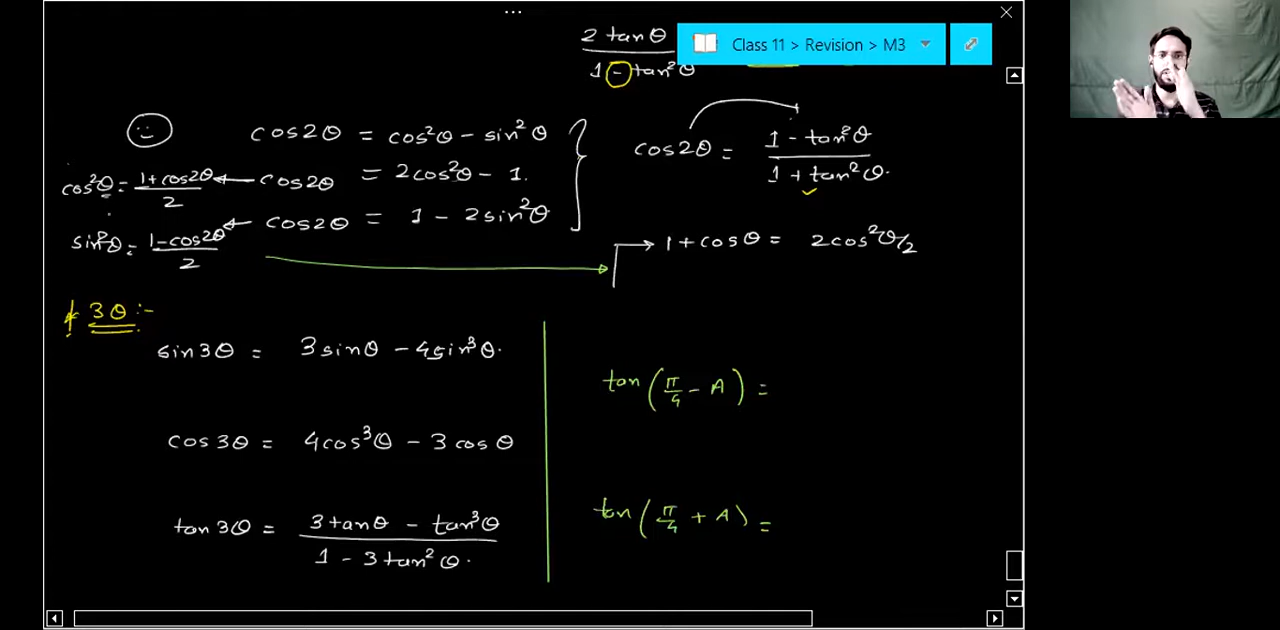 2 tanθ
1 - tan²θ
Class 11 > Revision > M3
cos2θ = cos²θ - sin²θ
cos2θ = 2cos²θ - 1.
cos2θ = 1 - 2sin²θ
cos²θ = 1+cos2θ
2
sin²θ = 1-cos2θ
2
cos2θ = 1 - tan²θ
1 + tan²θ.
1 + cosθ = 2cos²θ/2
3θ :-
sin3θ = 3sinθ - 4sin³θ.
cos3θ = 4cos³θ - 3cosθ
tan3θ = 3tanθ - tan³θ
1 - 3tan²θ.
tan(π/4 - A) =
tan(π/4 + A) =